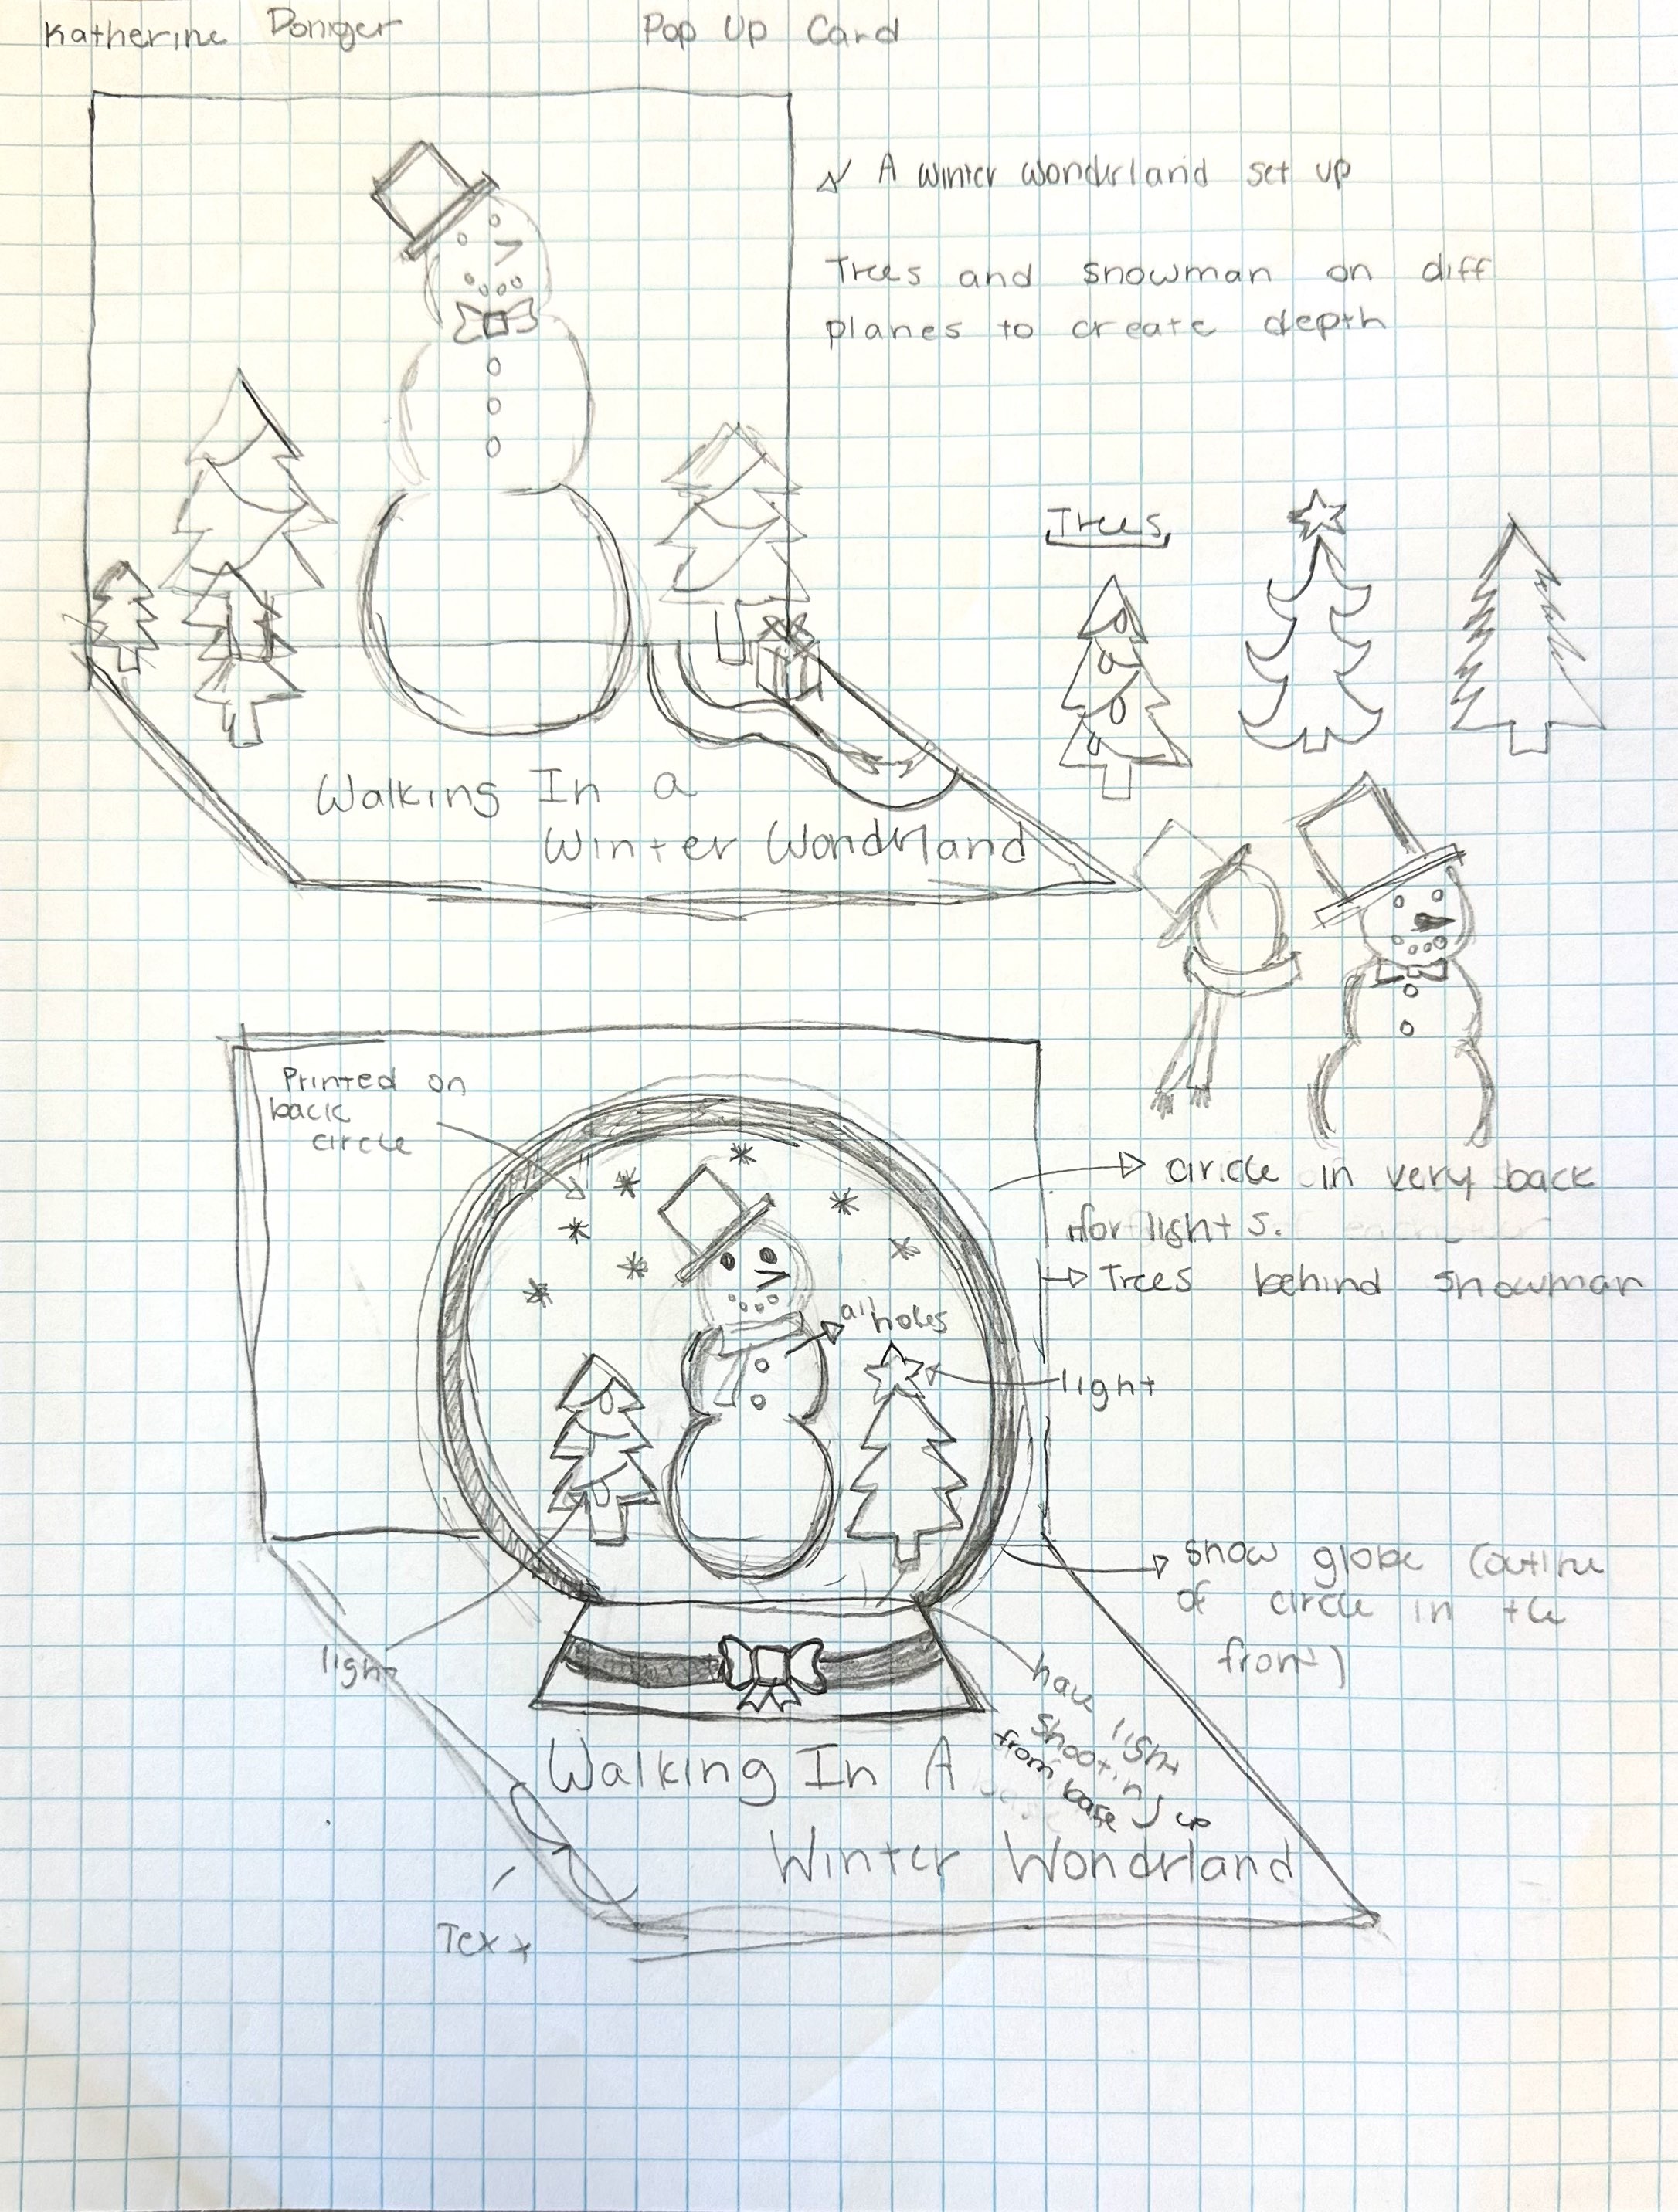 Katherine Doniger
Pop Up Card
A Winter Wonderland set up
Trees and snowman on diff
planes to create depth
Trees
Walking In a
Winter Wondrland
Printed on
back
circle
circle in very back
for lights.
Trees behind snowman
all holes
light
snow globe (outline
of circle in the
front)
light
have light
shooting up
from base
Walking In A
Winter Wondrland
Text